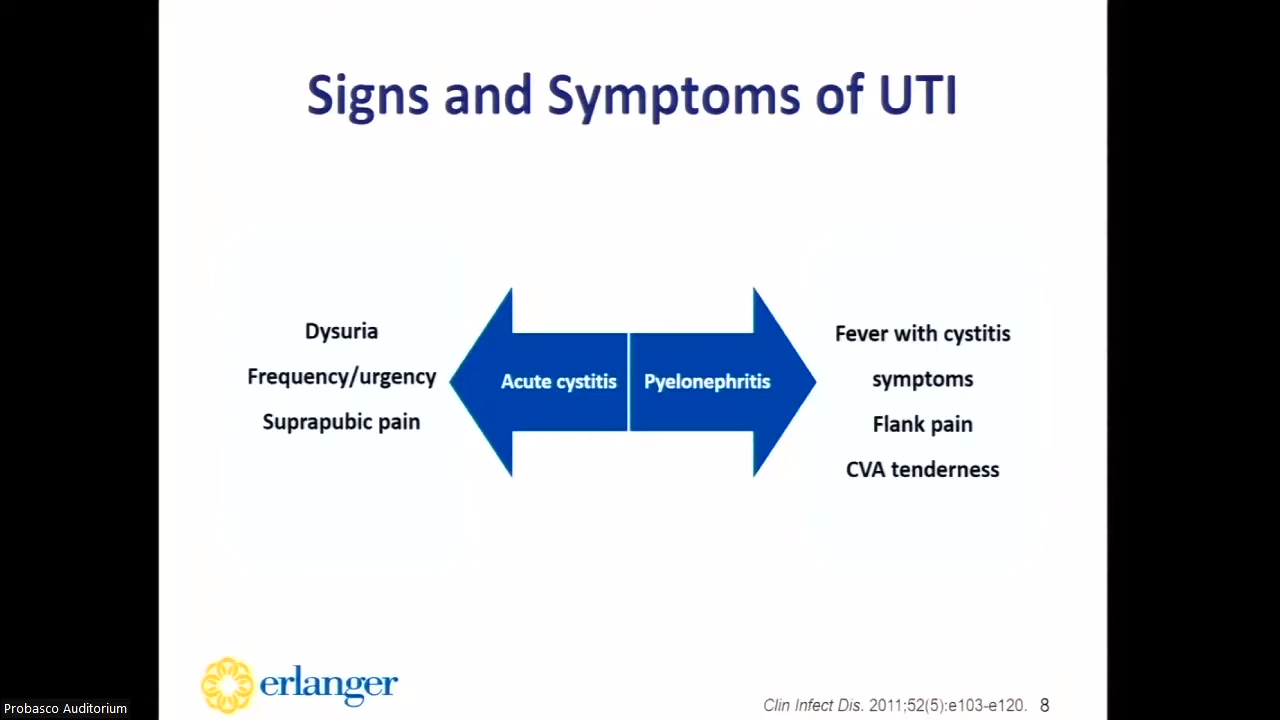 Signs and Symptoms of UTI
Dysuria
Frequency/urgency
Suprapubic pain
Acute cystitis
Pyelonephritis
Fever with cystitis
symptoms
Flank pain
CVA tenderness
erlanger
Clin Infect Dis. 2011;52(5):e103-e120. 8
Probasco Auditorium